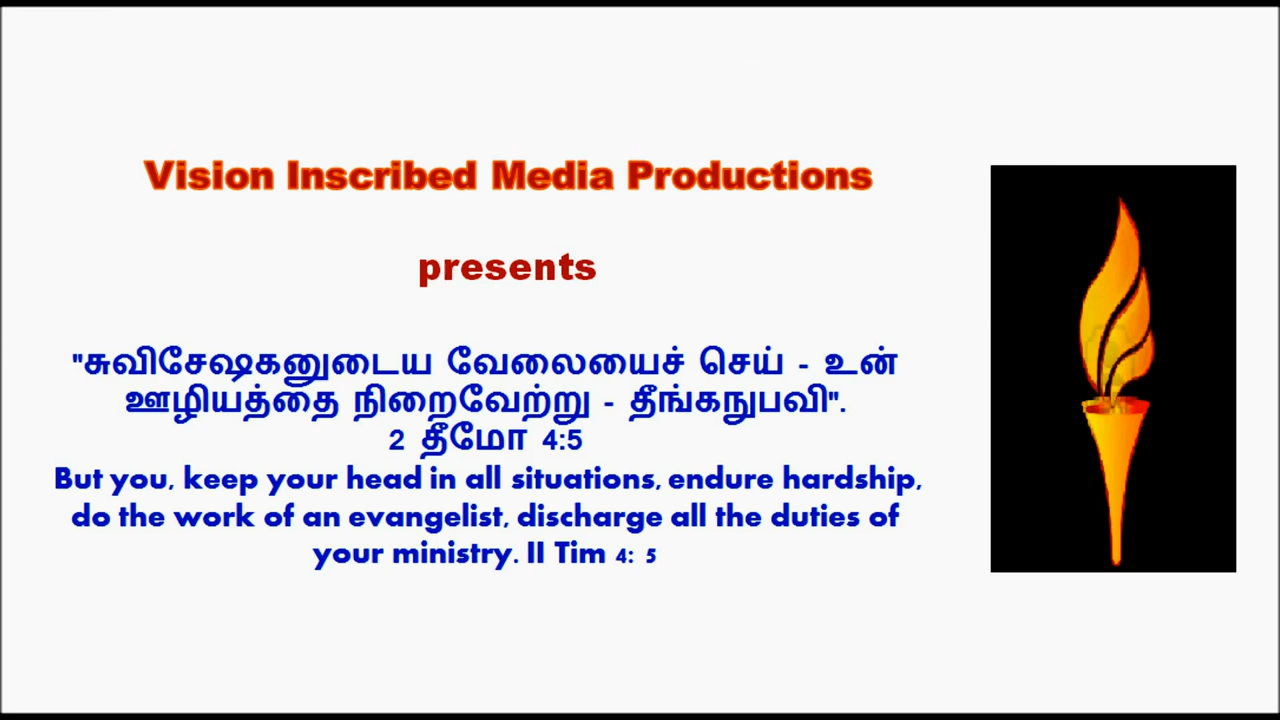 Vision Inscribed Media Productions
presents
"சுவிசேஷகனுடைய வேலையைச் செய் - உன்
ஊழியத்தை நிறைவேற்று - தீங்கநுபவி".
2 தீமோ 4:5
But you, keep your head in all situations, endure hardship,
do the work of an evangelist, discharge all the duties of
your ministry. II Tim 4: 5